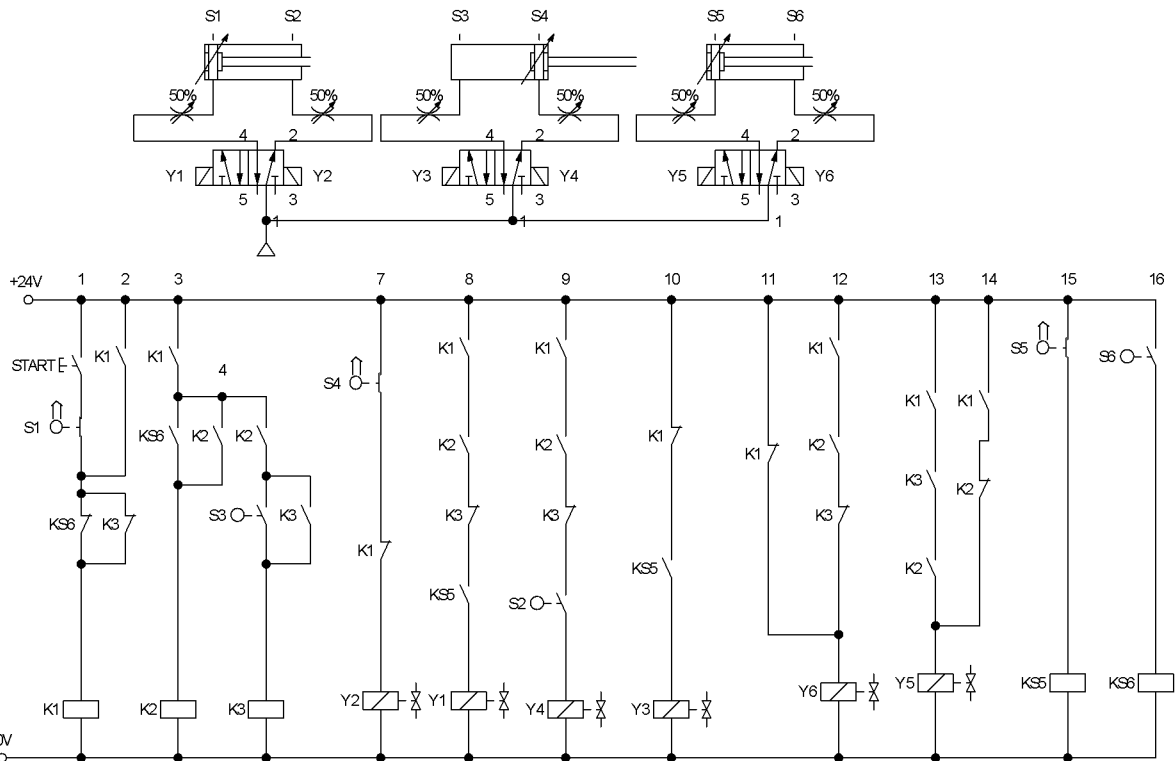 S1 S2 S3 S4 S5 S6
50% 50% 50% 50% 50% 50%
4 2 4 2 4 2
Y1 Y2 Y3 Y4 Y5 Y6
5 3 5 3 5 3
1 1 1
1 2 3 7 8 9 10 11 12 13 14 15 16
+24V
K1 K1 K1 K1 K1 S5 S6
START
4 S4
S1 K1 K1
KS6 K2 K2 K2 K2 K1 K1 K2
K3 K2
KS6 K3 S3 K3 K3 K3 K3
K1 KS5 K2
KS5 S2
Y2 Y1 Y6 Y5 KS5 KS6
K1 K2 K3 Y4 Y3
0V